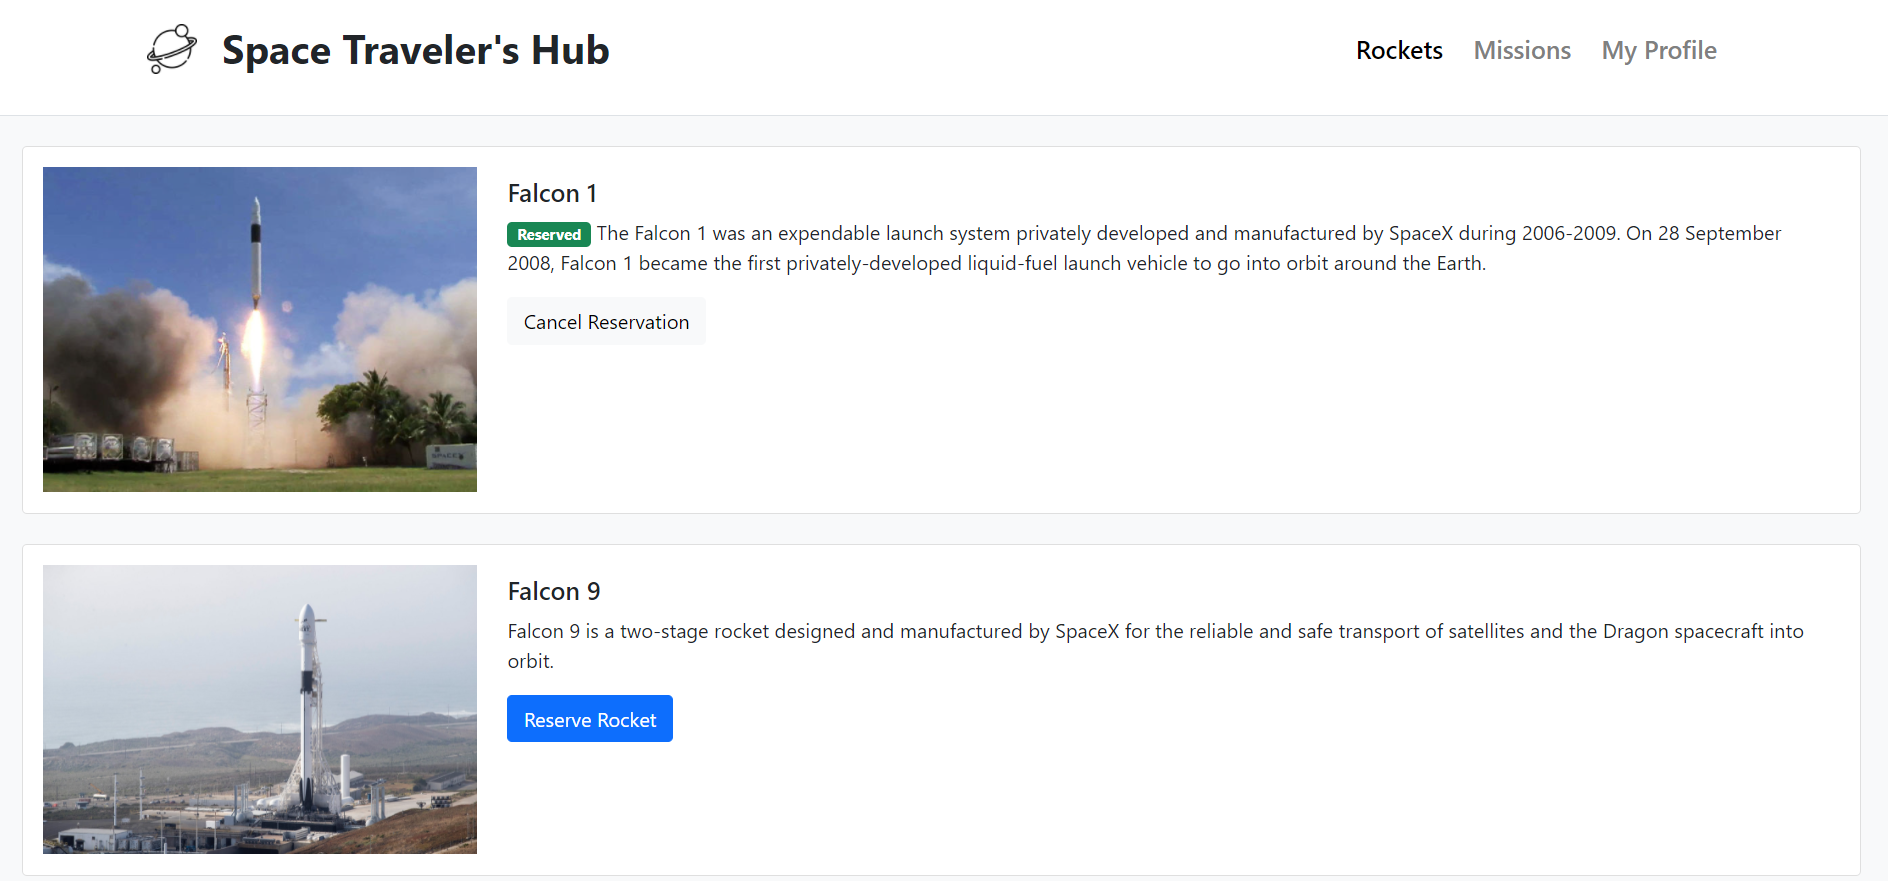 Space Traveler's Hub
Rockets Missions My Profile
Falcon 1
Reserved The Falcon 1 was an expendable launch system privately developed and manufactured by SpaceX during 2006-2009. On 28 September
2008, Falcon 1 became the first privately-developed liquid-fuel launch vehicle to go into orbit around the Earth.
Cancel Reservation
Falcon 9
Falcon 9 is a two-stage rocket designed and manufactured by SpaceX for the reliable and safe transport of satellites and the Dragon spacecraft into
orbit.
Reserve Rocket